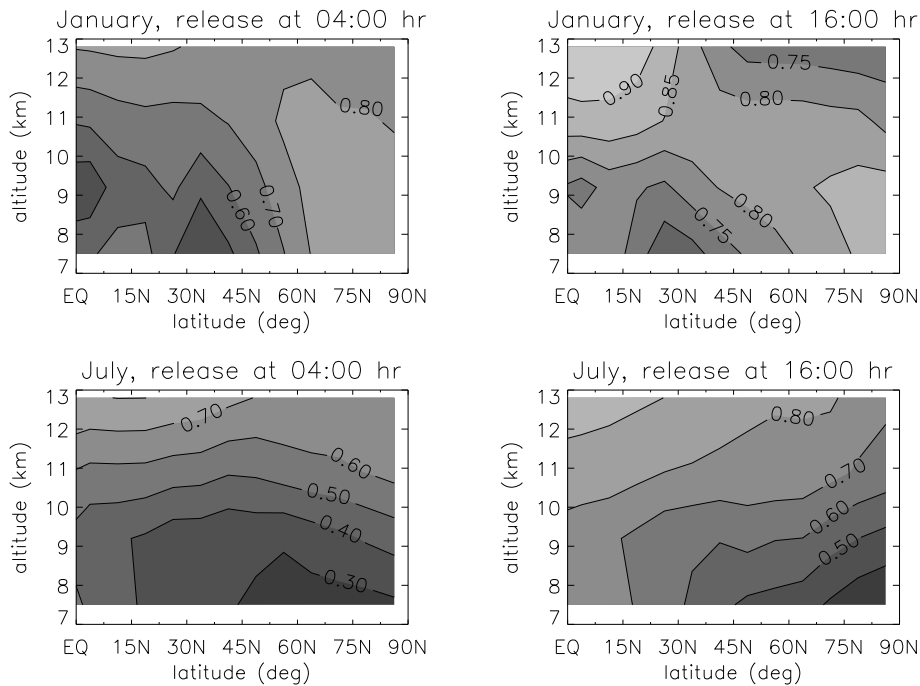 January, release at 04:00 hr
13
12
11
10
9
8
7
altitude (km)
0.80
0.70
0.60
EQ 15N 30N 45N 60N 75N 90N
latitude (deg)
January, release at 16:00 hr
13
12
11
10
9
8
7
altitude (km)
0.90
0.85
0.75
0.80
0.80
0.75
EQ 15N 30N 45N 60N 75N 90N
latitude (deg)
July, release at 04:00 hr
13
12
11
10
9
8
7
altitude (km)
0.70
0.60
0.50
0.40
0.30
EQ 15N 30N 45N 60N 75N 90N
latitude (deg)
July, release at 16:00 hr
13
12
11
10
9
8
7
altitude (km)
0.80
0.70
0.60
0.50
EQ 15N 30N 45N 60N 75N 90N
latitude (deg)